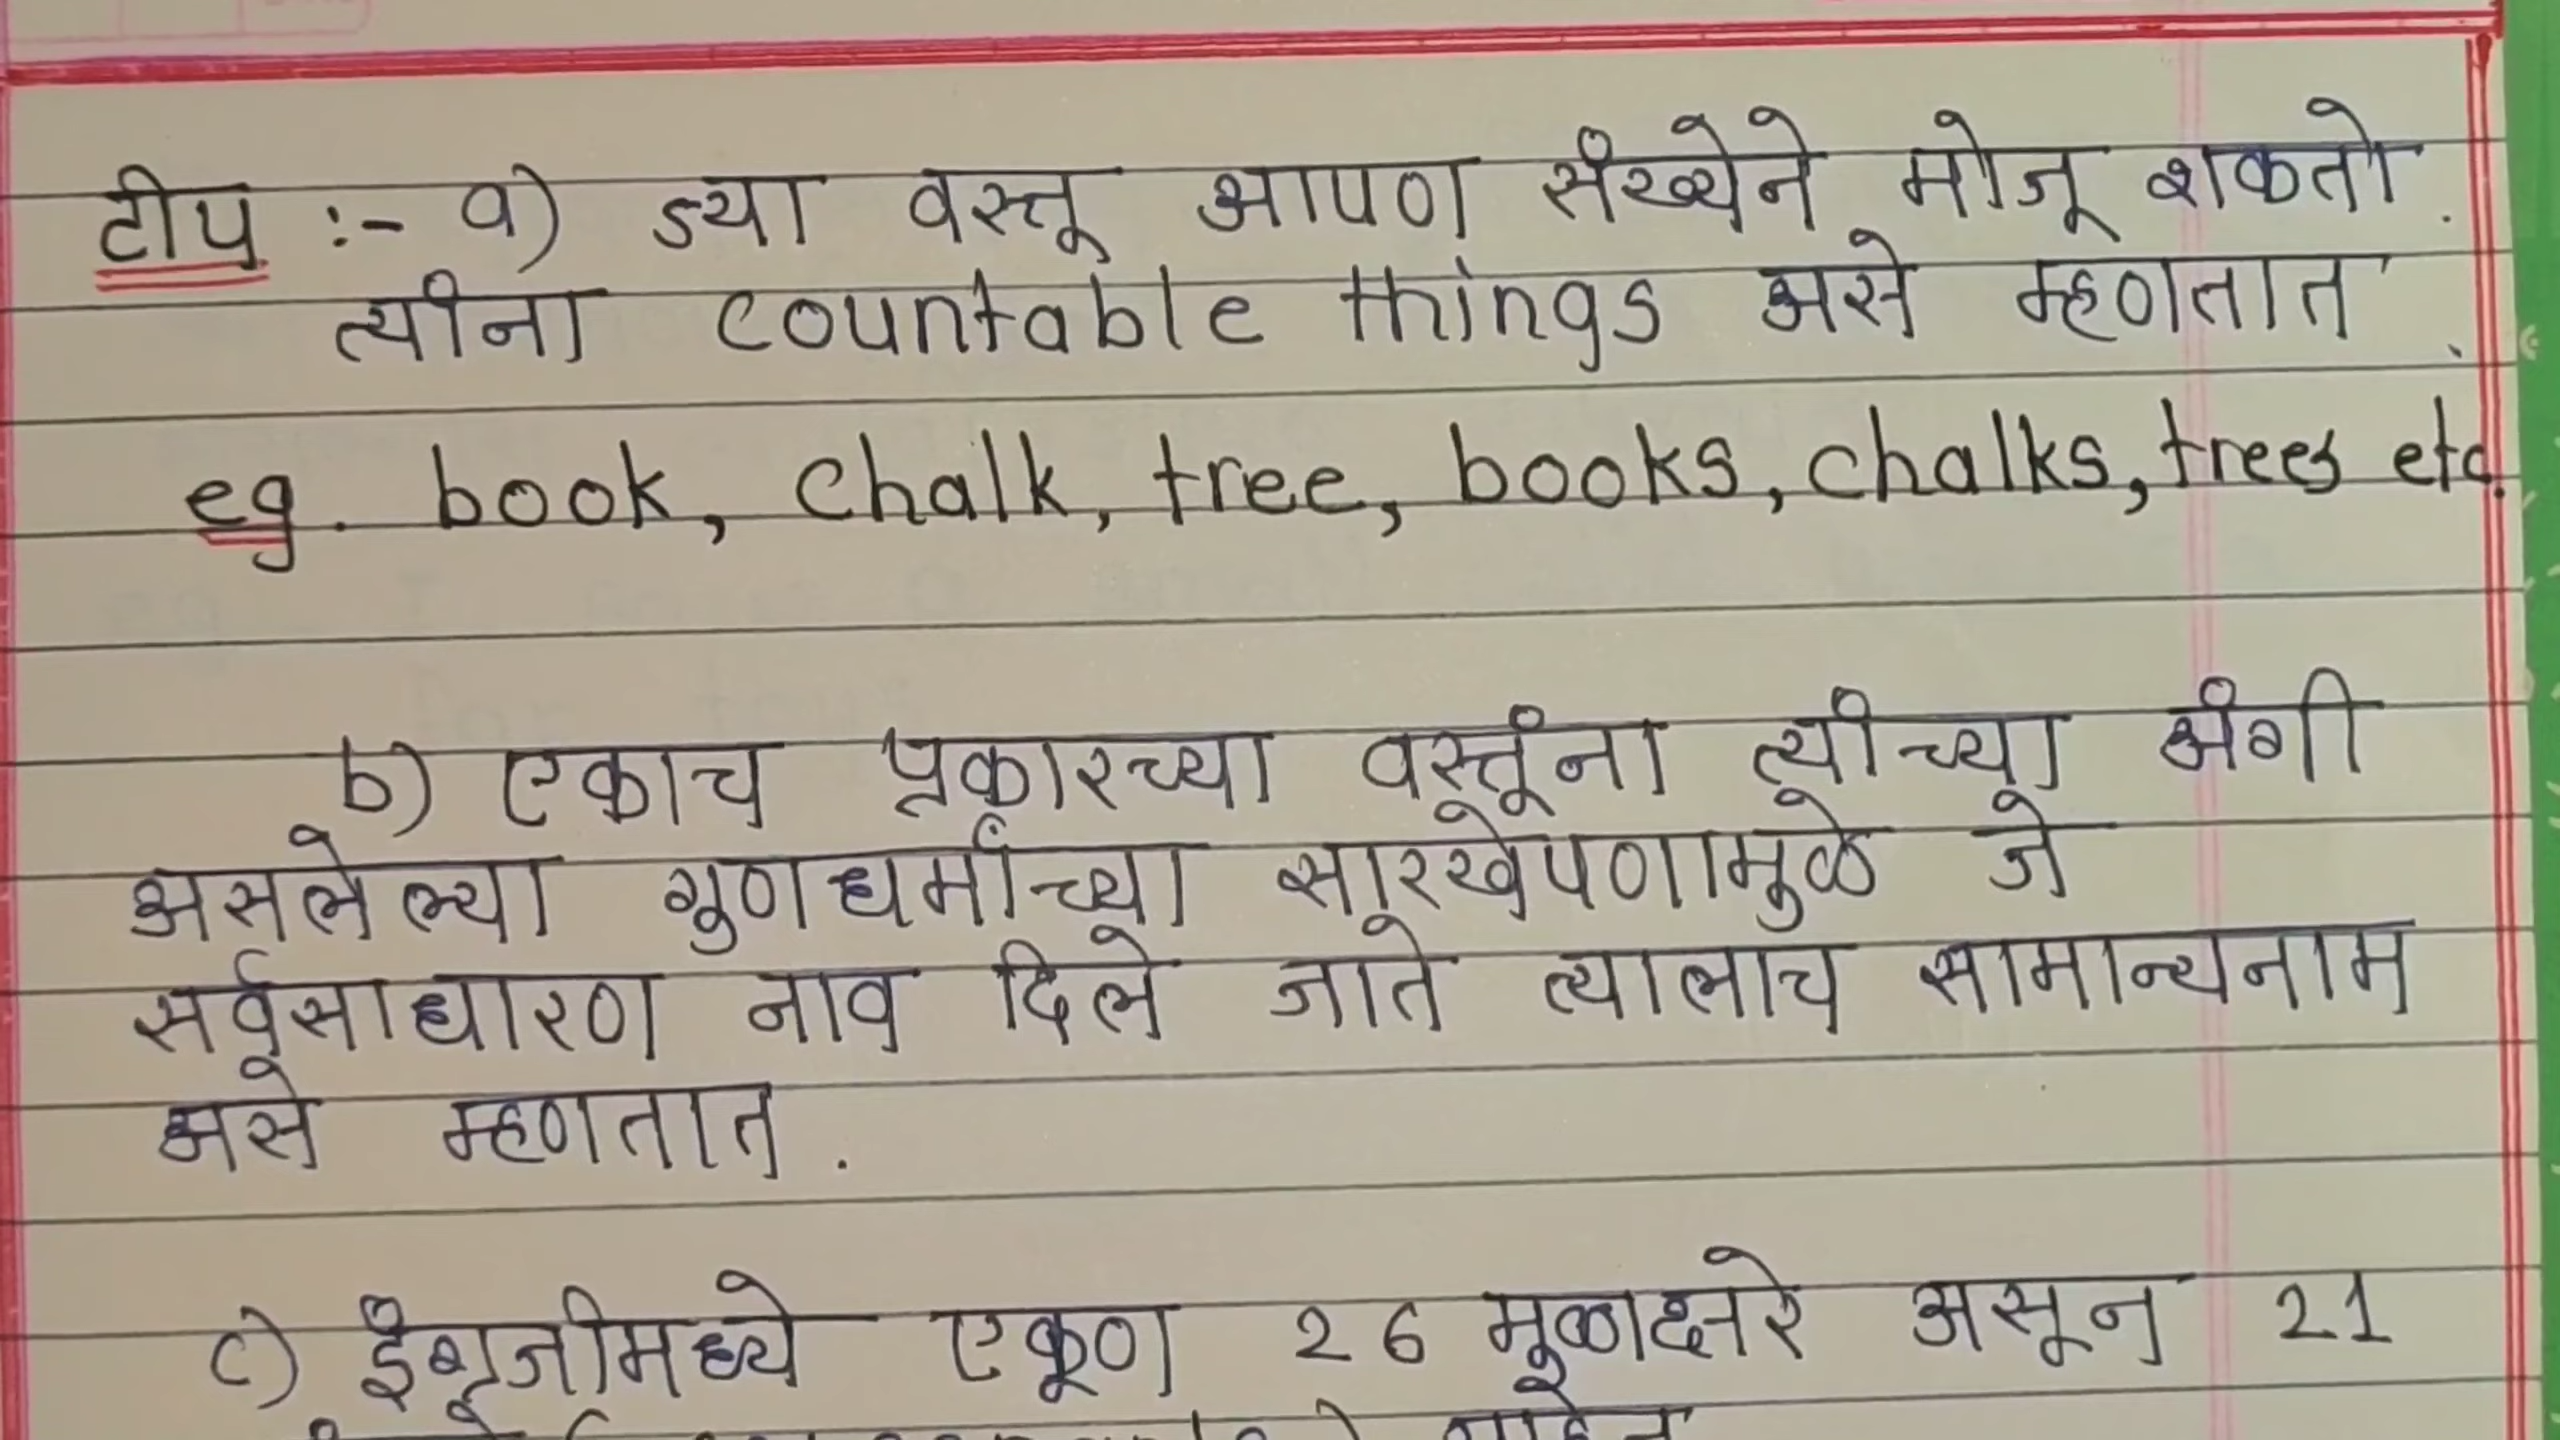 टीप :- a) ज्या वस्तू आपण संख्येने मोजू शकतो.
त्यांना countable things असे म्हणतात.
eg. book, chalk, tree, books, chalks, trees etc.
b) एकाच प्रकारच्या वस्तूंना त्यांच्या अंगी
असलेल्या गुणधर्मांच्या सारखेपणामुळे जे
सर्वसाधारण नाव दिले जाते त्यालाच सामान्यनाम
असे म्हणतात.
c) इंग्रजीमध्ये एकूण 26 मूळाक्षरे असून 21